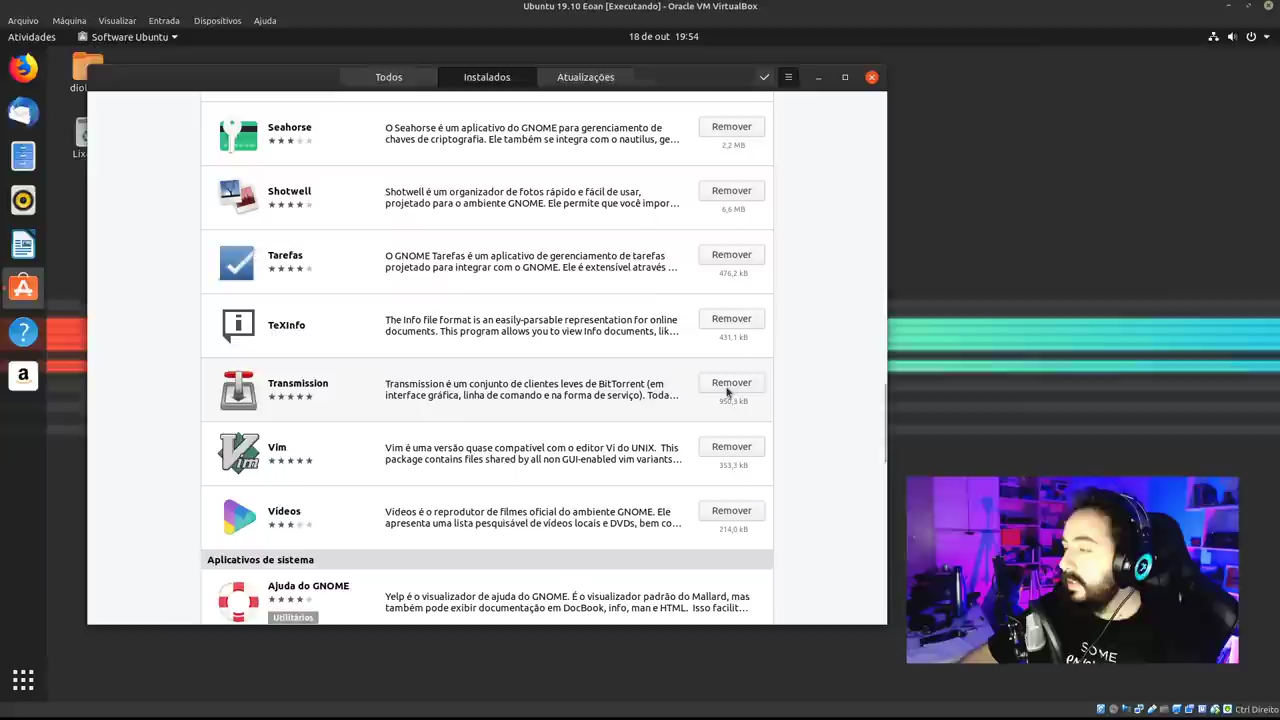 Ubuntu 19.10 Eoan [Executando] - Oracle VM VirtualBox
Arquivo Máquina Visualizar Entrada Dispositivos Ajuda
Atividades Software Ubuntu 18 de out 19:54
Todos Instalados Atualizações
diol
Lix
Seahorse
O Seahorse é um aplicativo do GNOME para gerenciamento de
chaves de criptografia. Ele também se integra com o nautilus, ge...
Remover
2,2 MB
Shotwell
Shotwell é um organizador de fotos rápido e fácil de usar,
projetado para o ambiente GNOME. Ele permite que você impor...
Remover
6,6 MB
Tarefas
O GNOME Tarefas é um aplicativo de gerenciamento de tarefas
projetado para integrar com o GNOME. Ele é extensível através ...
Remover
476,2 kB
TeXInfo
The Info file format is an easily-parsable representation for online
documents. This program allows you to view Info documents, lik...
Remover
431,1 kB
Transmission
Transmission é um conjunto de clientes leves de BitTorrent (em
interface gráfica, linha de comando e na forma de serviço). Toda...
Remover
950,3 kB
Vim
Vim é uma versão quase compatível com o editor Vi do UNIX. This
package contains files shared by all non GUI-enabled vim variants...
Remover
353,3 kB
Vídeos
Vídeos é o reprodutor de filmes oficial do ambiente GNOME. Ele
apresenta uma lista pesquisável de vídeos locais e DVDs, bem co...
Remover
214,0 kB
Aplicativos de sistema
Ajuda do GNOME
Utilitários
Yelp é o visualizador de ajuda do GNOME. É o visualizador padrão do Mallard, mas
também pode exibir documentação em DocBook, info, man e HTML. Isso facilit...
SOME
Ctrl Direito